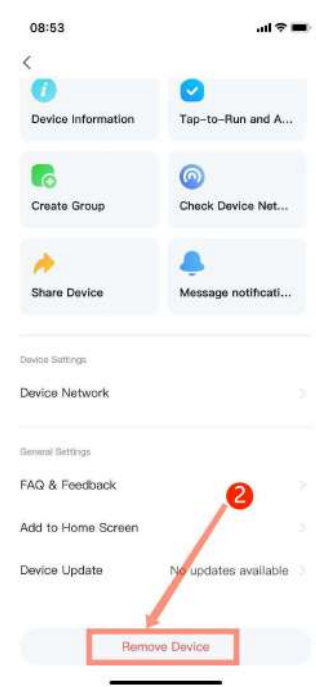 08:53
Device Information
Tap-to-Run and A...
Create Group
Check Device Net...
Share Device
Message notificati...
Device Settings
Device Network
General Settings
FAQ & Feedback
2
Add to Home Screen
Device Update
No updates available
Remove Device